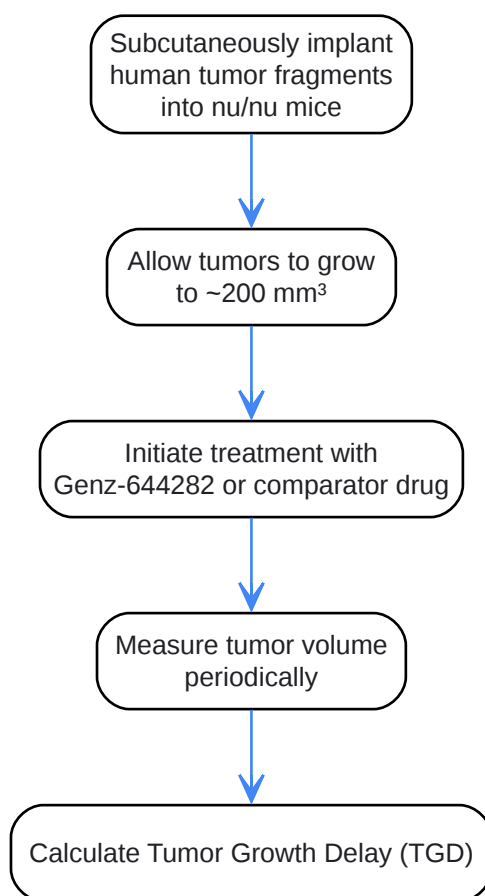 Subcutaneously implant
human tumor fragments
into nu/nu mice
Allow tumors to grow
to ~200 mm³
Initiate treatment with
Genz-644282 or comparator drug
Measure tumor volume
periodically
Calculate Tumor Growth Delay (TGD)